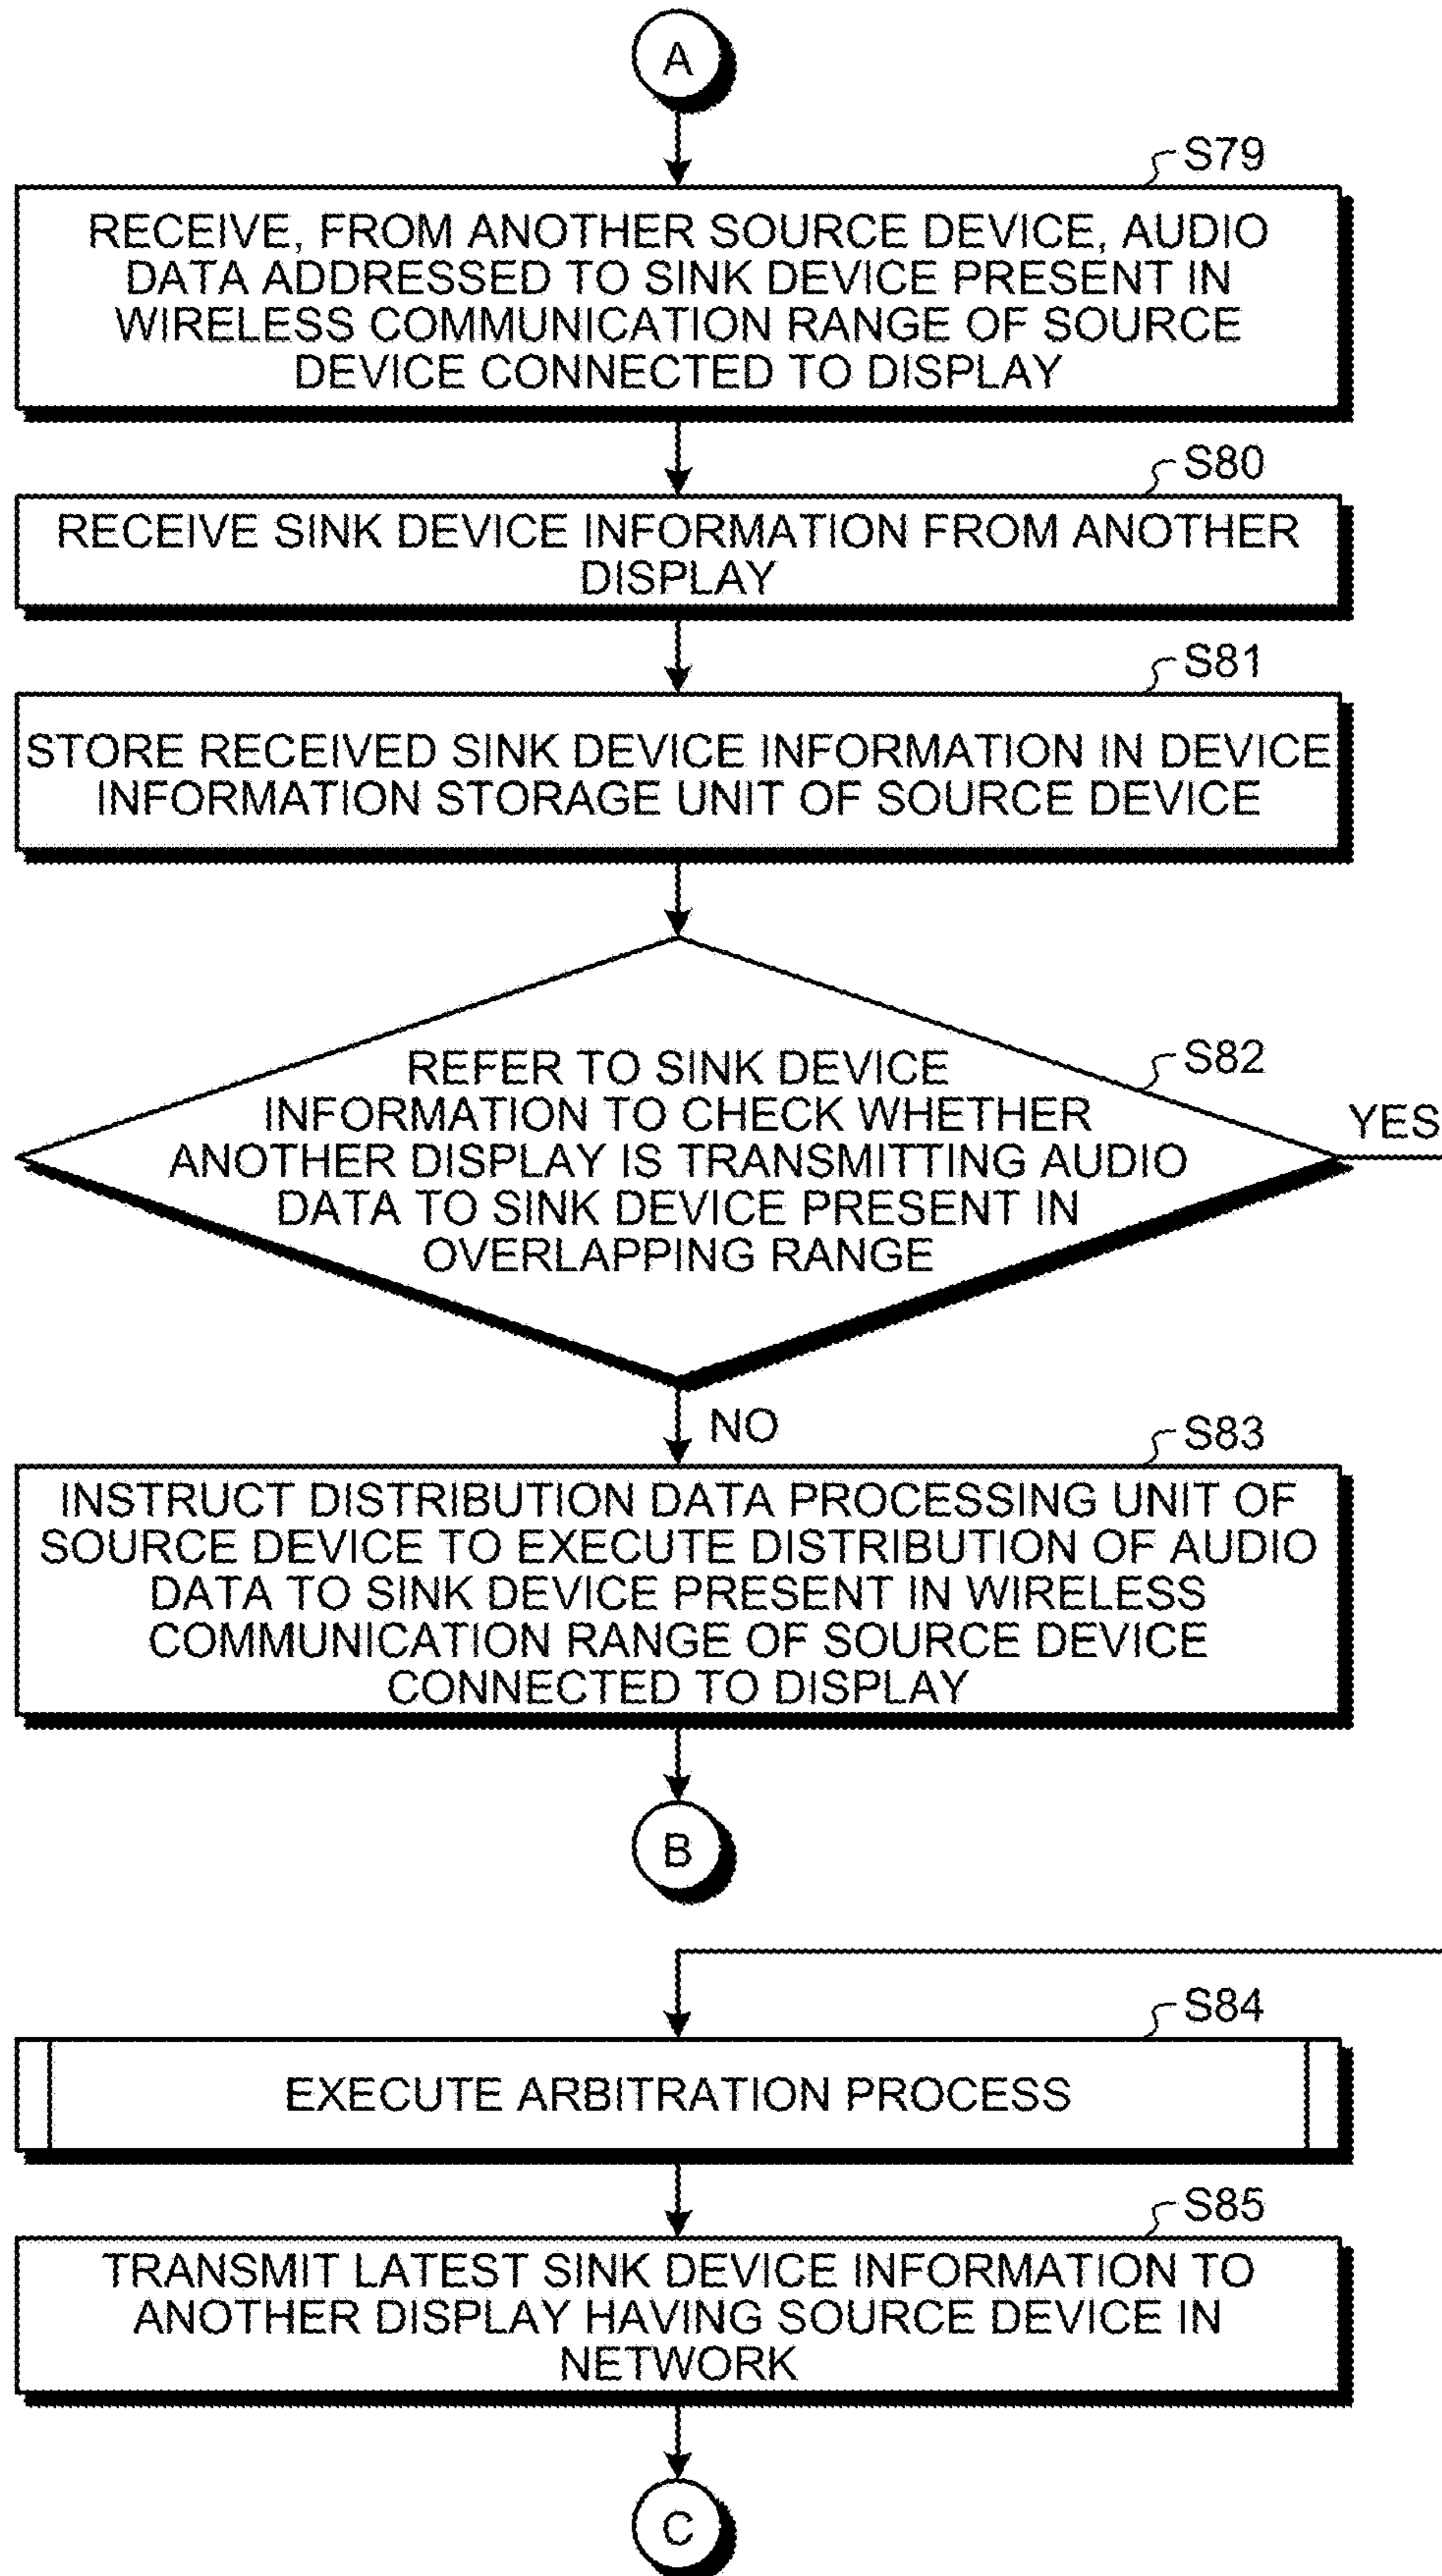 A
S79
RECEIVE, FROM ANOTHER SOURCE DEVICE, AUDIO
DATA ADDRESSED TO SINK DEVICE PRESENT IN
WIRELESS COMMUNICATION RANGE OF SOURCE
DEVICE CONNECTED TO DISPLAY
S80
RECEIVE SINK DEVICE INFORMATION FROM ANOTHER
DISPLAY
S81
STORE RECEIVED SINK DEVICE INFORMATION IN DEVICE
INFORMATION STORAGE UNIT OF SOURCE DEVICE
S82
REFER TO SINK DEVICE
INFORMATION TO CHECK WHETHER
ANOTHER DISPLAY IS TRANSMITTING AUDIO
DATA TO SINK DEVICE PRESENT IN
OVERLAPPING RANGE
YES
NO
S83
INSTRUCT DISTRIBUTION DATA PROCESSING UNIT OF
SOURCE DEVICE TO EXECUTE DISTRIBUTION OF AUDIO
DATA TO SINK DEVICE PRESENT IN WIRELESS
COMMUNICATION RANGE OF SOURCE DEVICE
CONNECTED TO DISPLAY
B
S84
EXECUTE ARBITRATION PROCESS
S85
TRANSMIT LATEST SINK DEVICE INFORMATION TO
ANOTHER DISPLAY HAVING SOURCE DEVICE IN
NETWORK
C